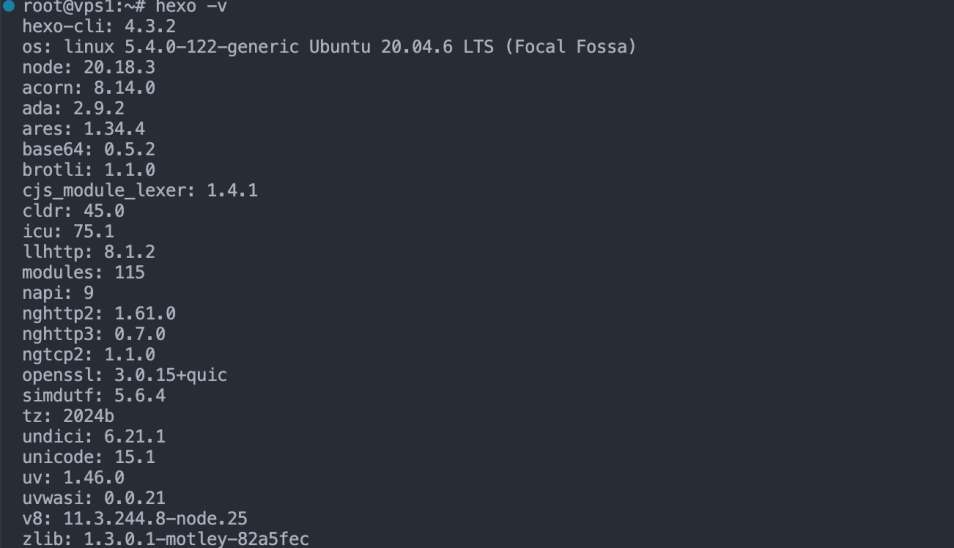 root@vps1:~# hexo -v
hexo-cli: 4.3.2
os: linux 5.4.0-122-generic Ubuntu 20.04.6 LTS (Focal Fossa)
node: 20.18.3
acorn: 8.14.0
ada: 2.9.2
ares: 1.34.4
base64: 0.5.2
brotli: 1.1.0
cjs_module_lexer: 1.4.1
cldr: 45.0
icu: 75.1
llhttp: 8.1.2
modules: 115
napi: 9
nghttp2: 1.61.0
nghttp3: 0.7.0
ngtcp2: 1.1.0
openssl: 3.0.15+quic
simdutf: 5.6.4
tz: 2024b
undici: 6.21.1
unicode: 15.1
uv: 1.46.0
uvwasi: 0.0.21
v8: 11.3.244.8-node.25
zlib: 1.3.0.1-motley-82a5fec